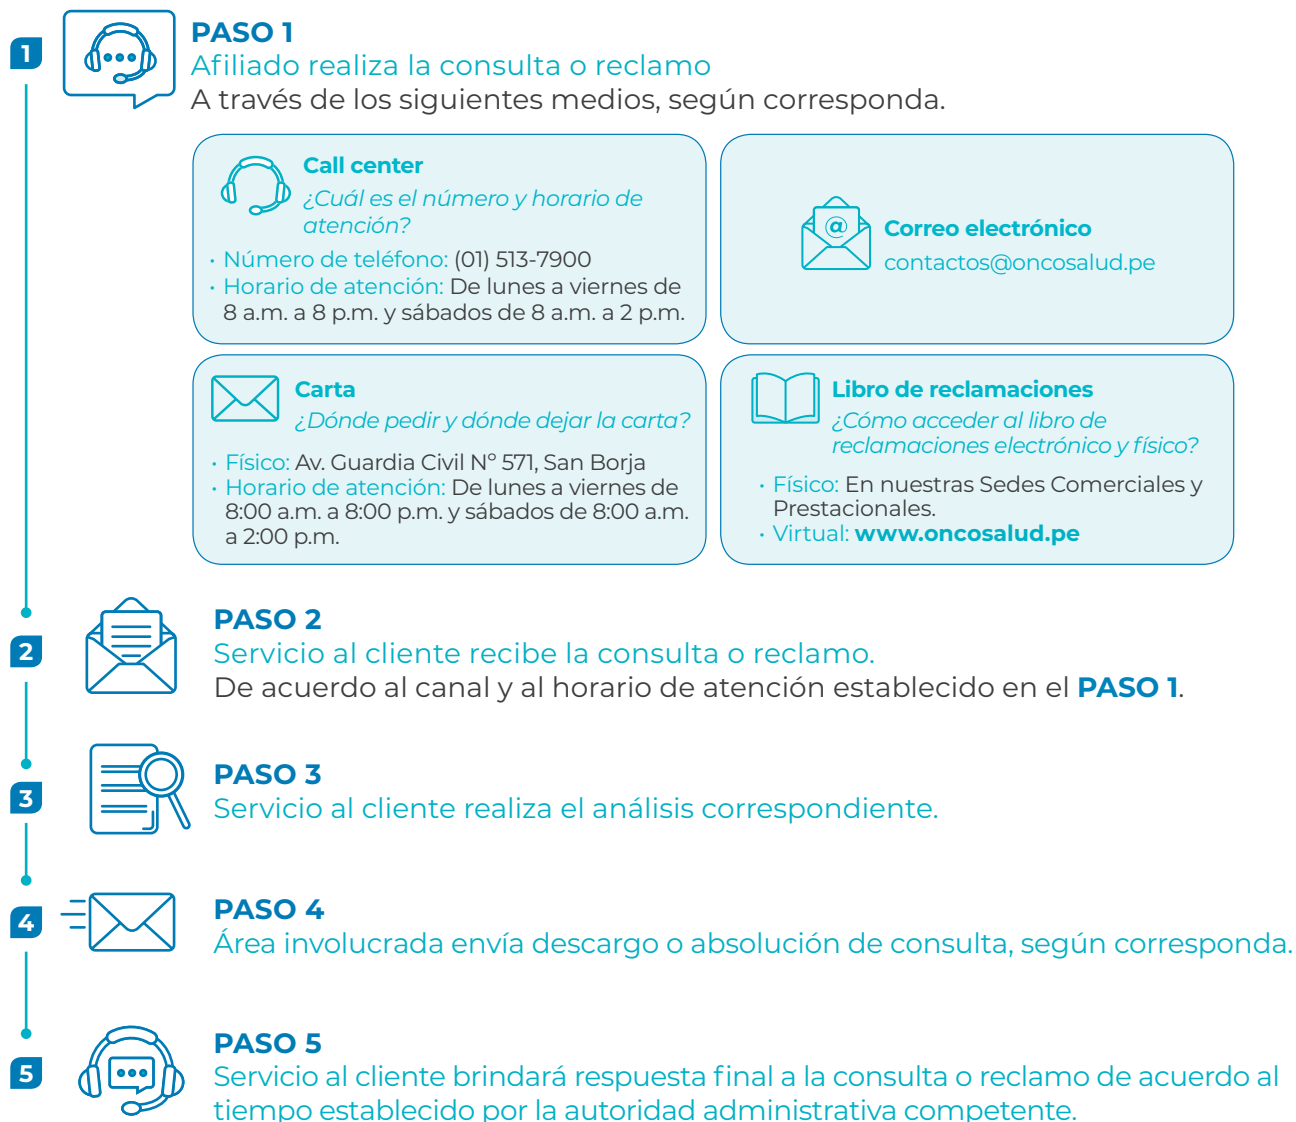 1
PASO 1
Afiliado realiza la consulta o reclamo
A través de los siguientes medios, según corresponda.
Call center
¿Cuál es el número y horario de
atención?
· Número de teléfono: (01) 513-7900
· Horario de atención: De lunes a viernes de
8 a.m. a 8 p.m. y sábados de 8 a.m. a 2 p.m.
@
Correo electrónico
contactos@oncosalud.pe
Carta
¿Dónde pedir y dónde dejar la carta?
· Físico: Av. Guardia Civil Nº 571, San Borja
· Horario de atención: De lunes a viernes de
8:00 a.m. a 8:00 p.m. y sábados de 8:00 a.m.
a 2:00 p.m.
Libro de reclamaciones
¿Cómo acceder al libro de
reclamaciones electrónico y físico?
· Físico: En nuestras Sedes Comerciales y
Prestacionales.
· Virtual: www.oncosalud.pe
2
PASO 2
Servicio al cliente recibe la consulta o reclamo.
De acuerdo al canal y al horario de atención establecido en el PASO 1.
3
PASO 3
Servicio al cliente realiza el análisis correspondiente.
4
PASO 4
Área involucrada envía descargo o absolución de consulta, según corresponda.
5
PASO 5
Servicio al cliente brindará respuesta final a la consulta o reclamo de acuerdo al
tiempo establecido por la autoridad administrativa competente.